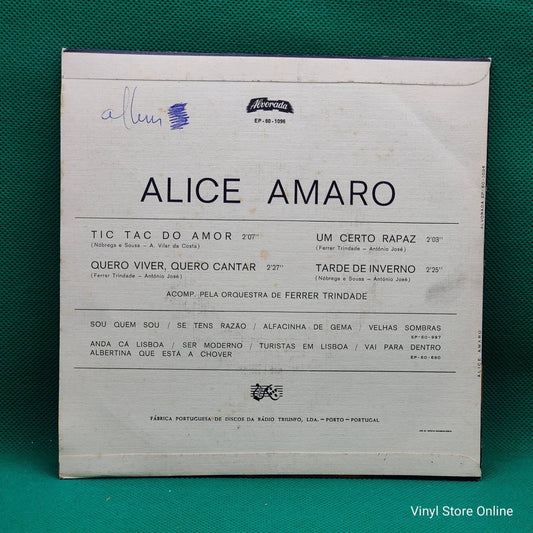 album
Alvorada
EP-60-1096
ALICE AMARO
TIC TAC DO AMOR 2'07"
(Nóbrega e Sousa - A. Vilar da Costa)
UM CERTO RAPAZ 2'03"
(Ferrer Trindade - António José)
QUERO VIVER, QUERO CANTAR 2'27"
(Ferrer Trindade - António José)
TARDE DE INVERNO 2'25"
(Nóbrega e Sousa - António José)
ACOMP. PELA ORQUESTRA DE FERRER TRINDADE
SOU QUEM SOU / SE TENS RAZÃO / ALFACINHA DE GEMA / VELHAS SOMBRAS
EP-60-997
ANDA CÁ LISBOA / SER MODERNO / TURISTAS EM LISBOA / VAI PARA DENTRO
ALBERTINA QUE ESTÁ A CHOVER
EP-60-690
FÁBRICA PORTUGUESA DE DISCOS DA RÁDIO TRIUNFO, LDA. - PORTO - PORTUGAL
ALVORADA EP-60-1096
ALICE AMARO
Vinyl Store Online